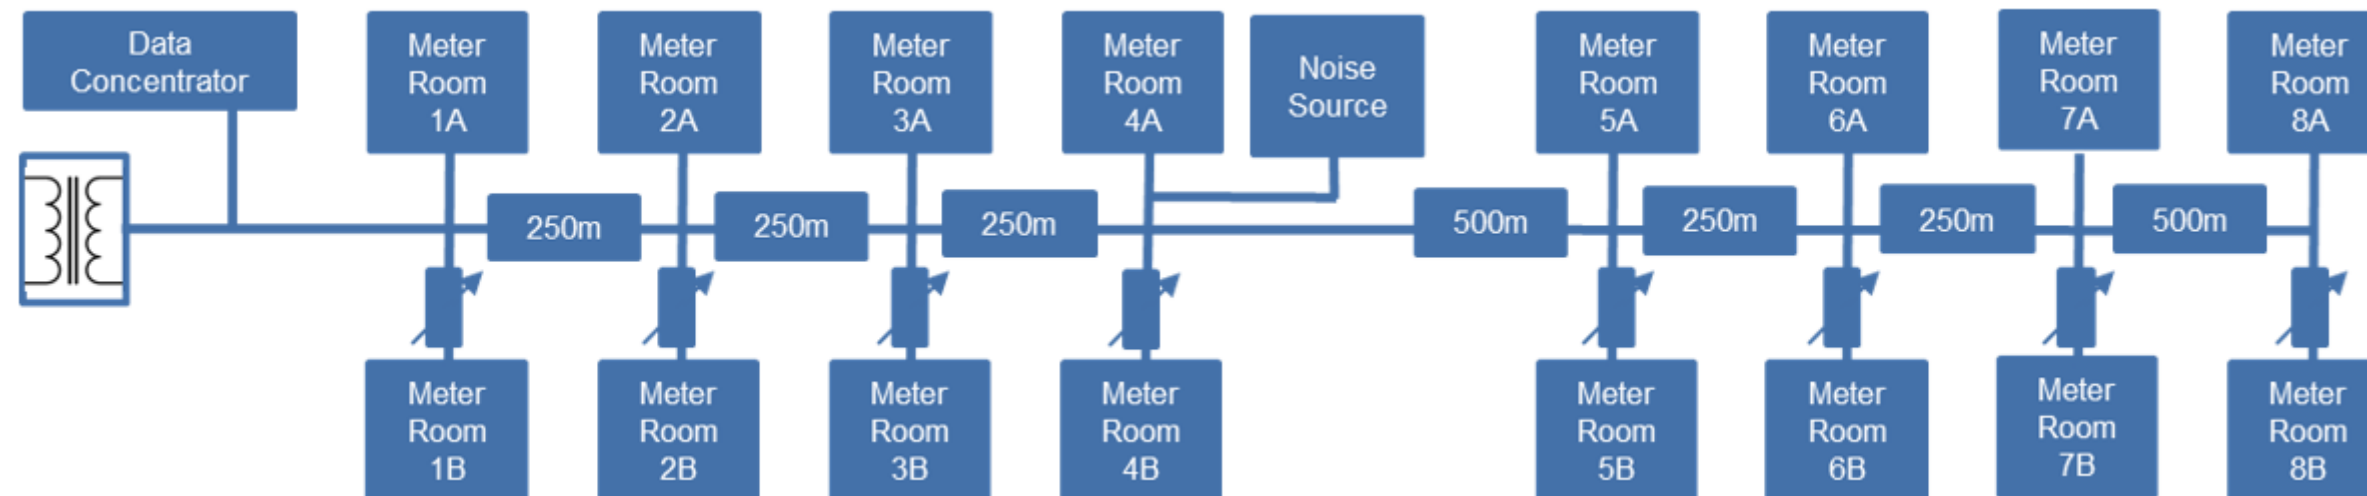 Data
Concentrator
Meter
Room
1A
Meter
Room
2A
Meter
Room
3A
Meter
Room
4A
Noise
Source
Meter
Room
5A
Meter
Room
6A
Meter
Room
7A
Meter
Room
8A
250m
250m
250m
500m
250m
250m
500m
Meter
Room
1B
Meter
Room
2B
Meter
Room
3B
Meter
Room
4B
Meter
Room
5B
Meter
Room
6B
Meter
Room
7B
Meter
Room
8B